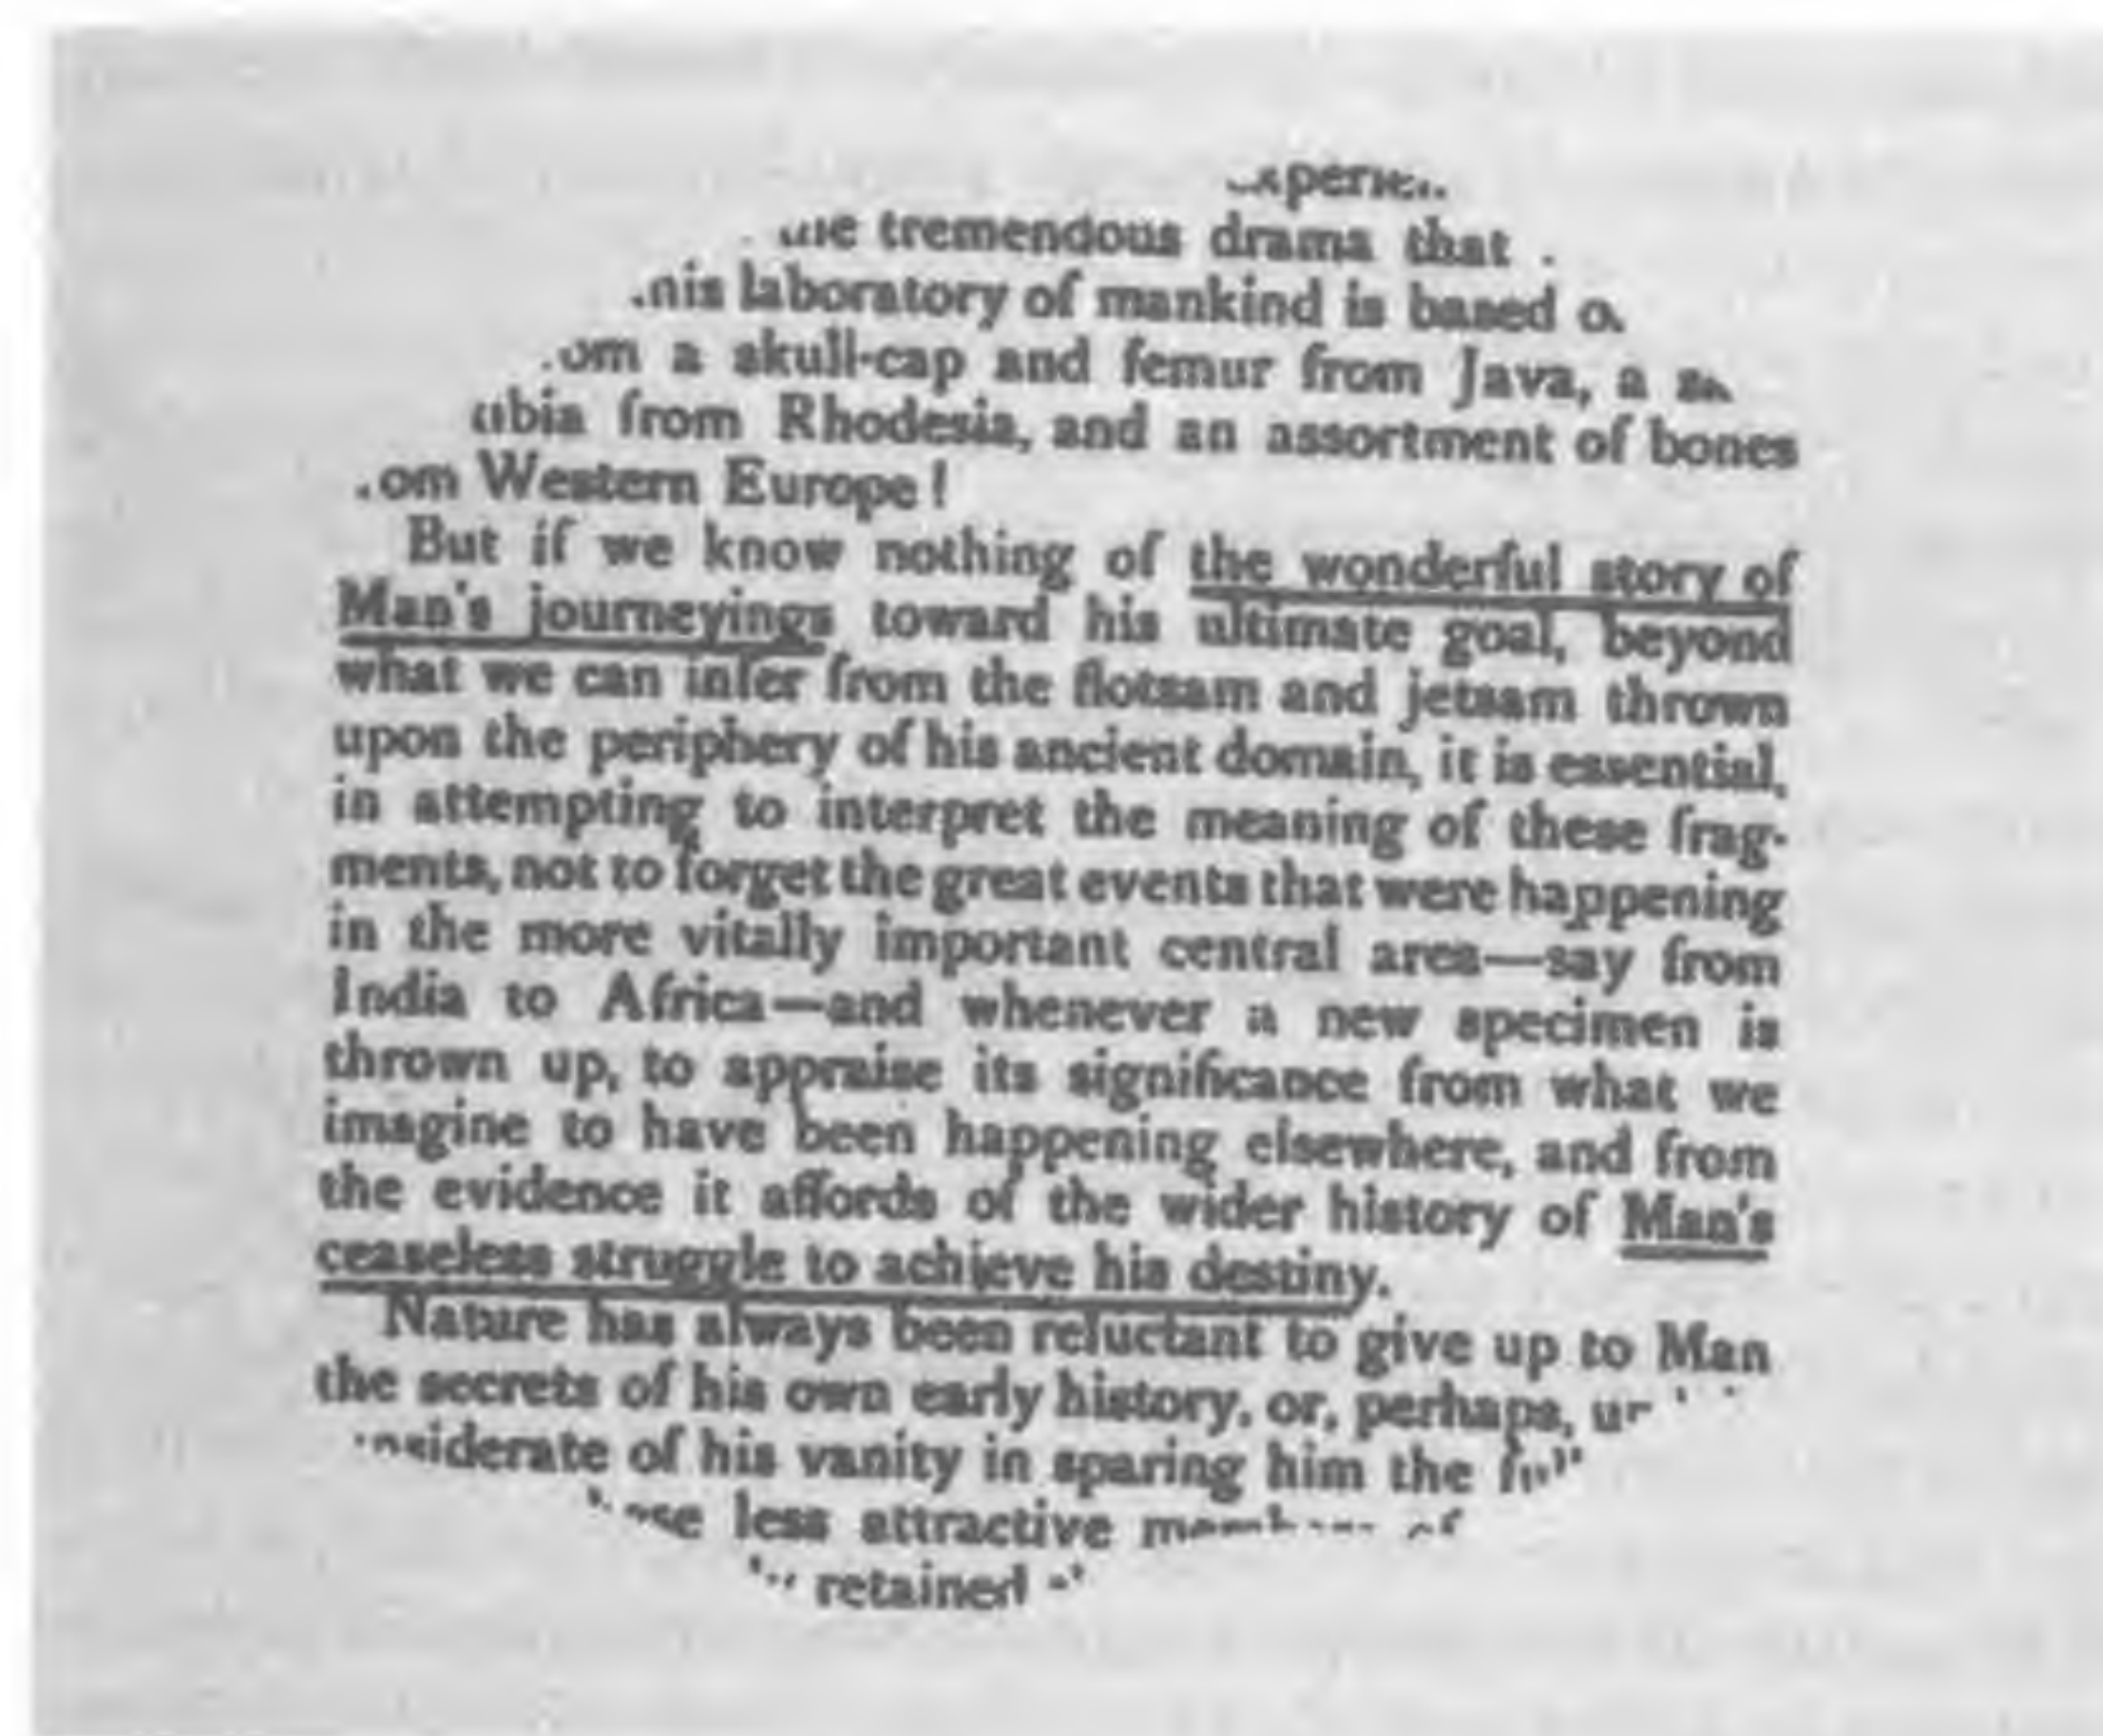 tremendous drama that
laboratory of mankind is based
a skull-cap and femur from Java, a
from Rhodesia, and an assortment of bones
Western Europe!
But if we know nothing of the wonderful story of
Man's journeyings toward his ultimate goal, beyond
what we can infer from the flotsam and jetsam thrown
upon the periphery of his ancient domain, it is essential,
in attempting to interpret the meaning of these frag-
ments, not to forget the great events that were happening
in the more vitally important central area—say from
India to Africa—and whenever a new specimen is
thrown up, to appraise its significance from what we
imagine to have been happening elsewhere, and from
the evidence it affords of the wider history of Man's
ceaseless struggle to achieve his destiny.
Nature has always been reluctant to give up to Man
the secrets of his own early history, or, perhaps,
of his vanity in sparing him the
less attractive
retained